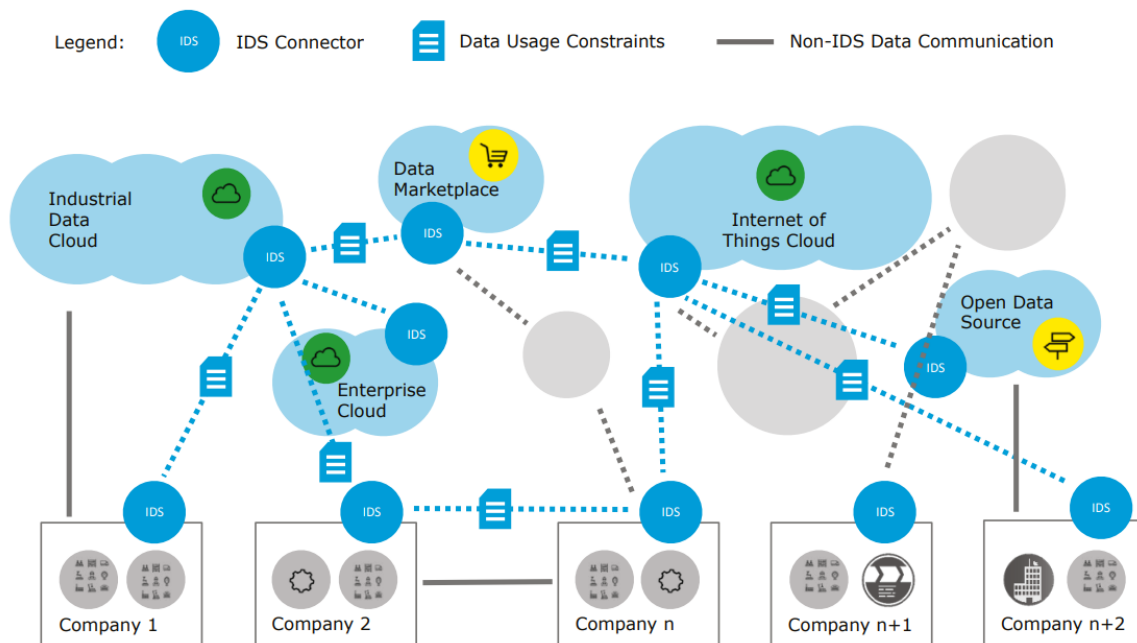 Legend:
IDS
IDS Connector
Data Usage Constraints
Non-IDS Data Communication
Industrial
Data
Cloud
IDS
Data
Marketplace
IDS
Internet of
Things Cloud
IDS
Open Data
Source
IDS
Enterprise
Cloud
IDS
IDS
IDS
IDS
IDS
IDS
Company 1
Company 2
Company n
Company n+1
Company n+2